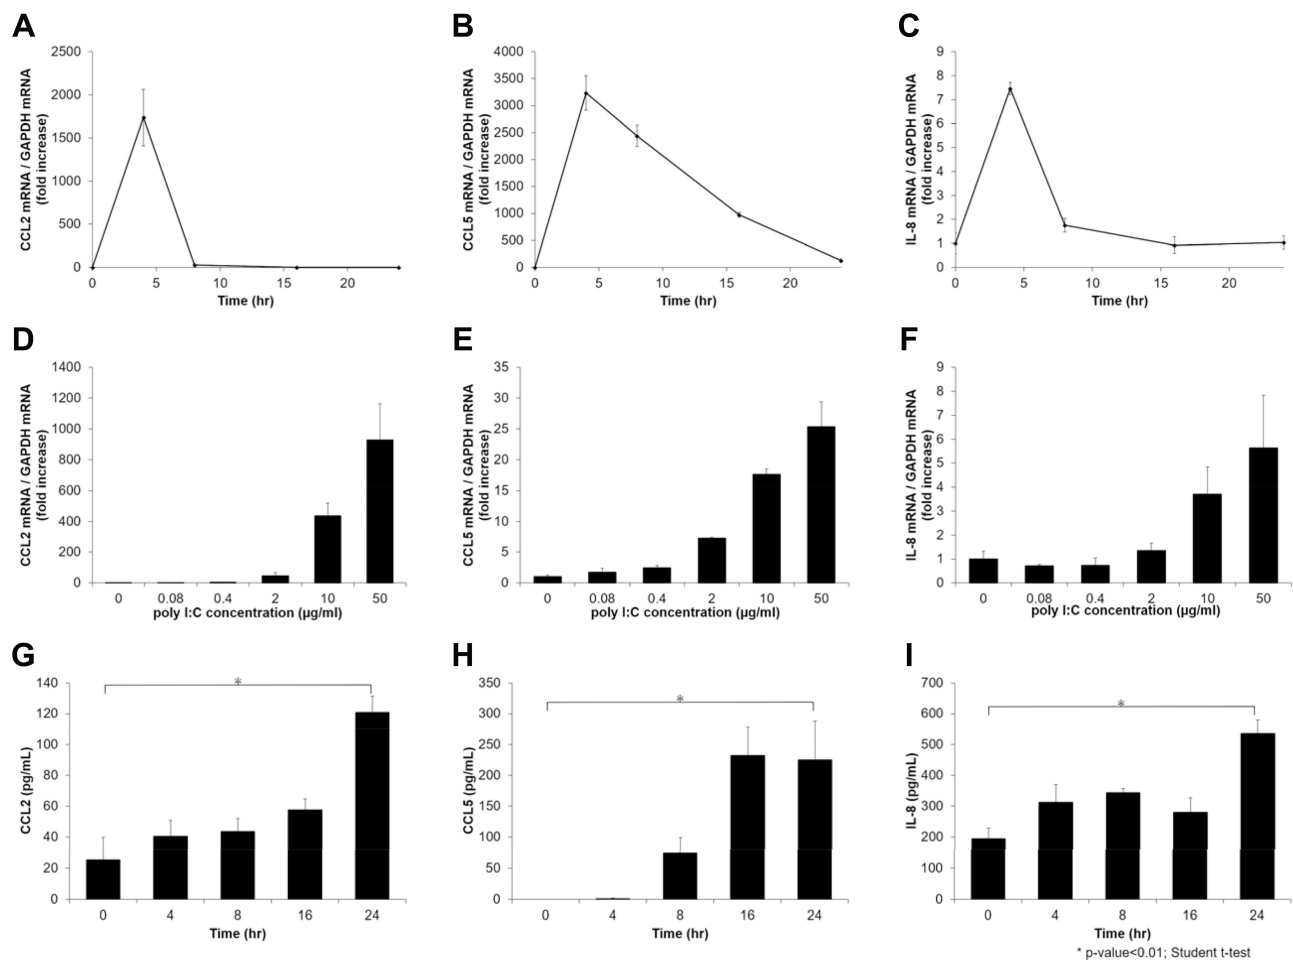 A
CCL2 mRNA / GAPDH mRNA
(fold increase)
2500
2000
1500
1000
500
0
0 5 10 15 20
Time (hr)
B
CCL5 mRNA / GAPDH mRNA
(fold increase)
4000
3500
3000
2500
2000
1500
1000
500
0
0 5 10 15 20
Time (hr)
C
IL-8 mRNA / GAPDH mRNA
(fold increase)
9
8
7
6
5
4
3
2
1
0
0 5 10 15 20
Time (hr)
D
CCL2 mRNA / GAPDH mRNA
(fold increase)
1400
1200
1000
800
600
400
200
0
0 0.08 0.4 2 10 50
poly I:C concentration (µg/ml)
E
CCL5 mRNA / GAPDH mRNA
(fold increase)
35
30
25
20
15
10
5
0
0 0.08 0.4 2 10 50
poly I:C concentration (µg/ml)
F
IL-8 mRNA / GAPDH mRNA
(fold increase)
9
8
7
6
5
4
3
2
1
0
0 0.08 0.4 2 10 50
poly I:C concentration (µg/ml)
G
CCL2 (pg/mL)
140
120
100
80
60
40
20
0
*
0 4 8 16 24
Time (hr)
H
CCL5 (pg/mL)
350
300
250
200
150
100
50
0
*
0 4 8 16 24
Time (hr)
I
IL-8 (pg/mL)
700
600
500
400
300
200
100
0
*
0 4 8 16 24
Time (hr)
* p-value<0.01; Student t-test